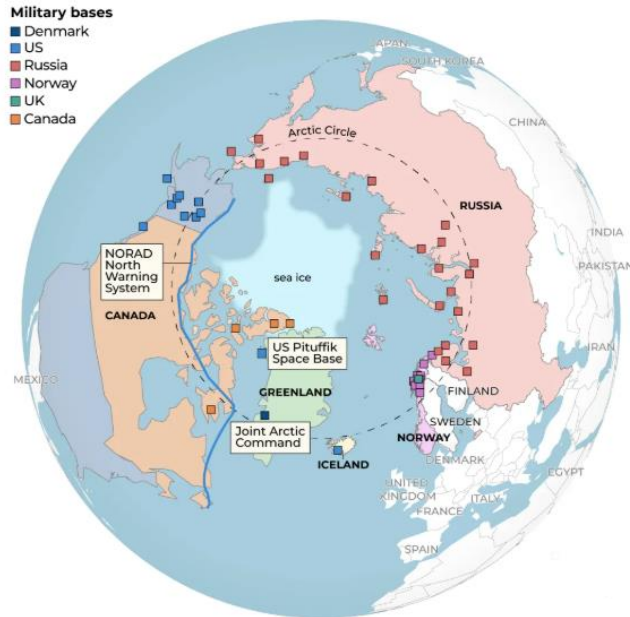 Military bases
Denmark
US
Russia
Norway
UK
Canada
JAPAN
SOUTH KOREA
CHINA
Arctic Circle
RUSSIA
INDIA
PAKISTAN
NORAD
North
Warning
System
sea ice
CANADA
US Pituffik
Space Base
IRAN
MEXICO
GREENLAND
FINLAND
SWEDEN
Joint Arctic
Command
NORWAY
ICELAND
DENMARK
EGYPT
UNITED
KINGDOM
ITALY
FRANCE
SPAIN